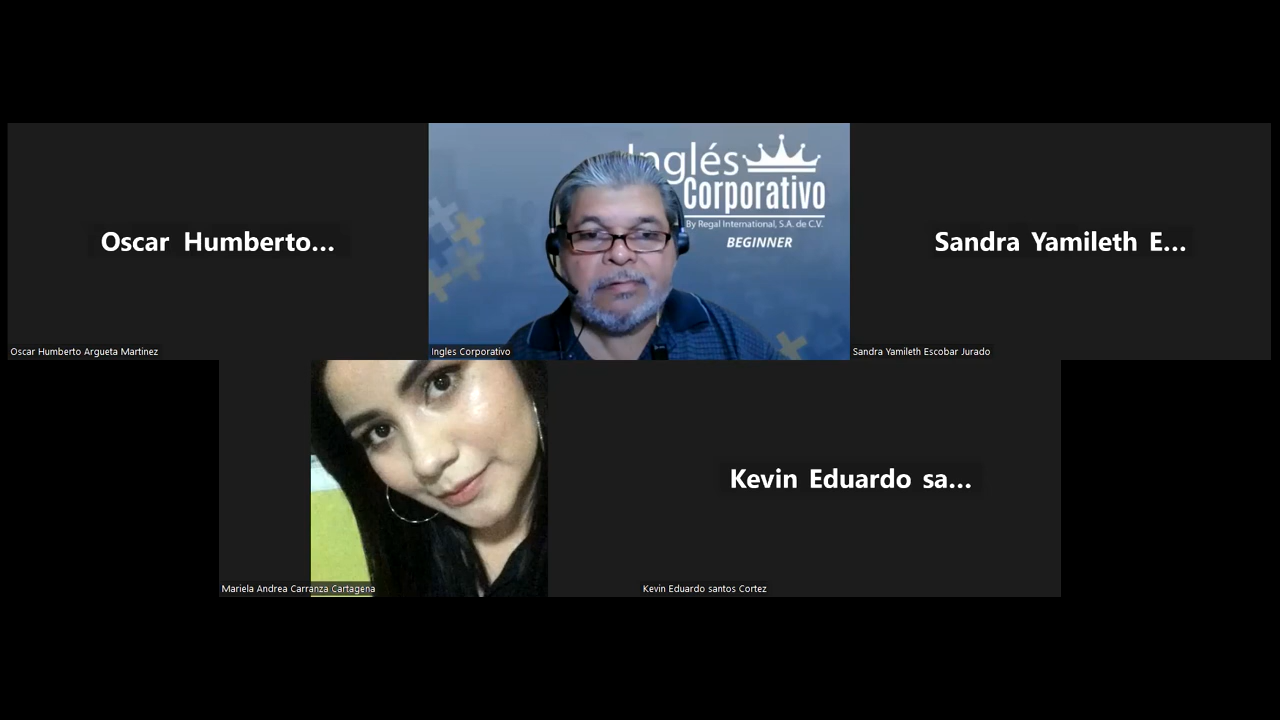 Oscar Humberto...
Oscar Humberto Argueta Martinez
Inglés
Corporativo
By Regal International, S.A. de C.V.
BEGINNER
Ingles Corporativo
Sandra Yamileth E...
Sandra Yamileth Escobar Jurado
Mariela Andrea Carranza Cartagena
Kevin Eduardo sa...
Kevin Eduardo santos Cortez